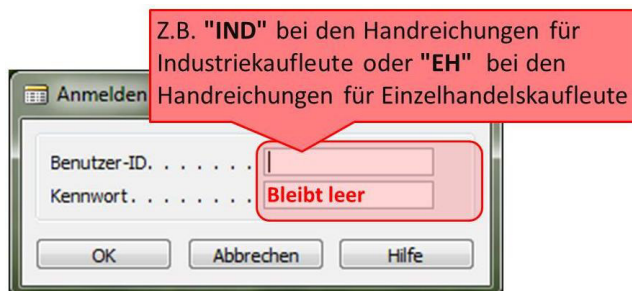 Z.B. "IND" bei den Handreichungen für
Industriekaufleute oder "EH" bei den
Handreichungen für Einzelhandelskaufleute
Anmelden
Benutzer-ID. . . . . . .
Kennwort. . . . . . . . Bleibt leer
OK Abbrechen Hilfe